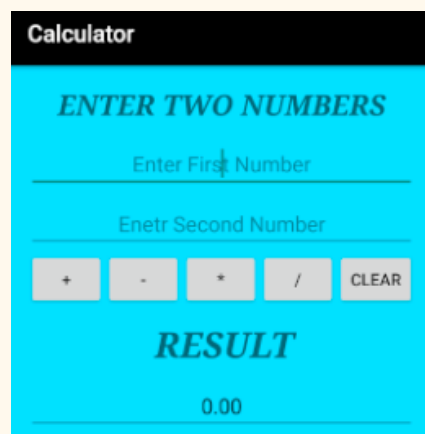 Calculator
ENTER TWO NUMBERS
Enter First Number
Enetr Second Number
+ - * / CLEAR
RESULT
0.00